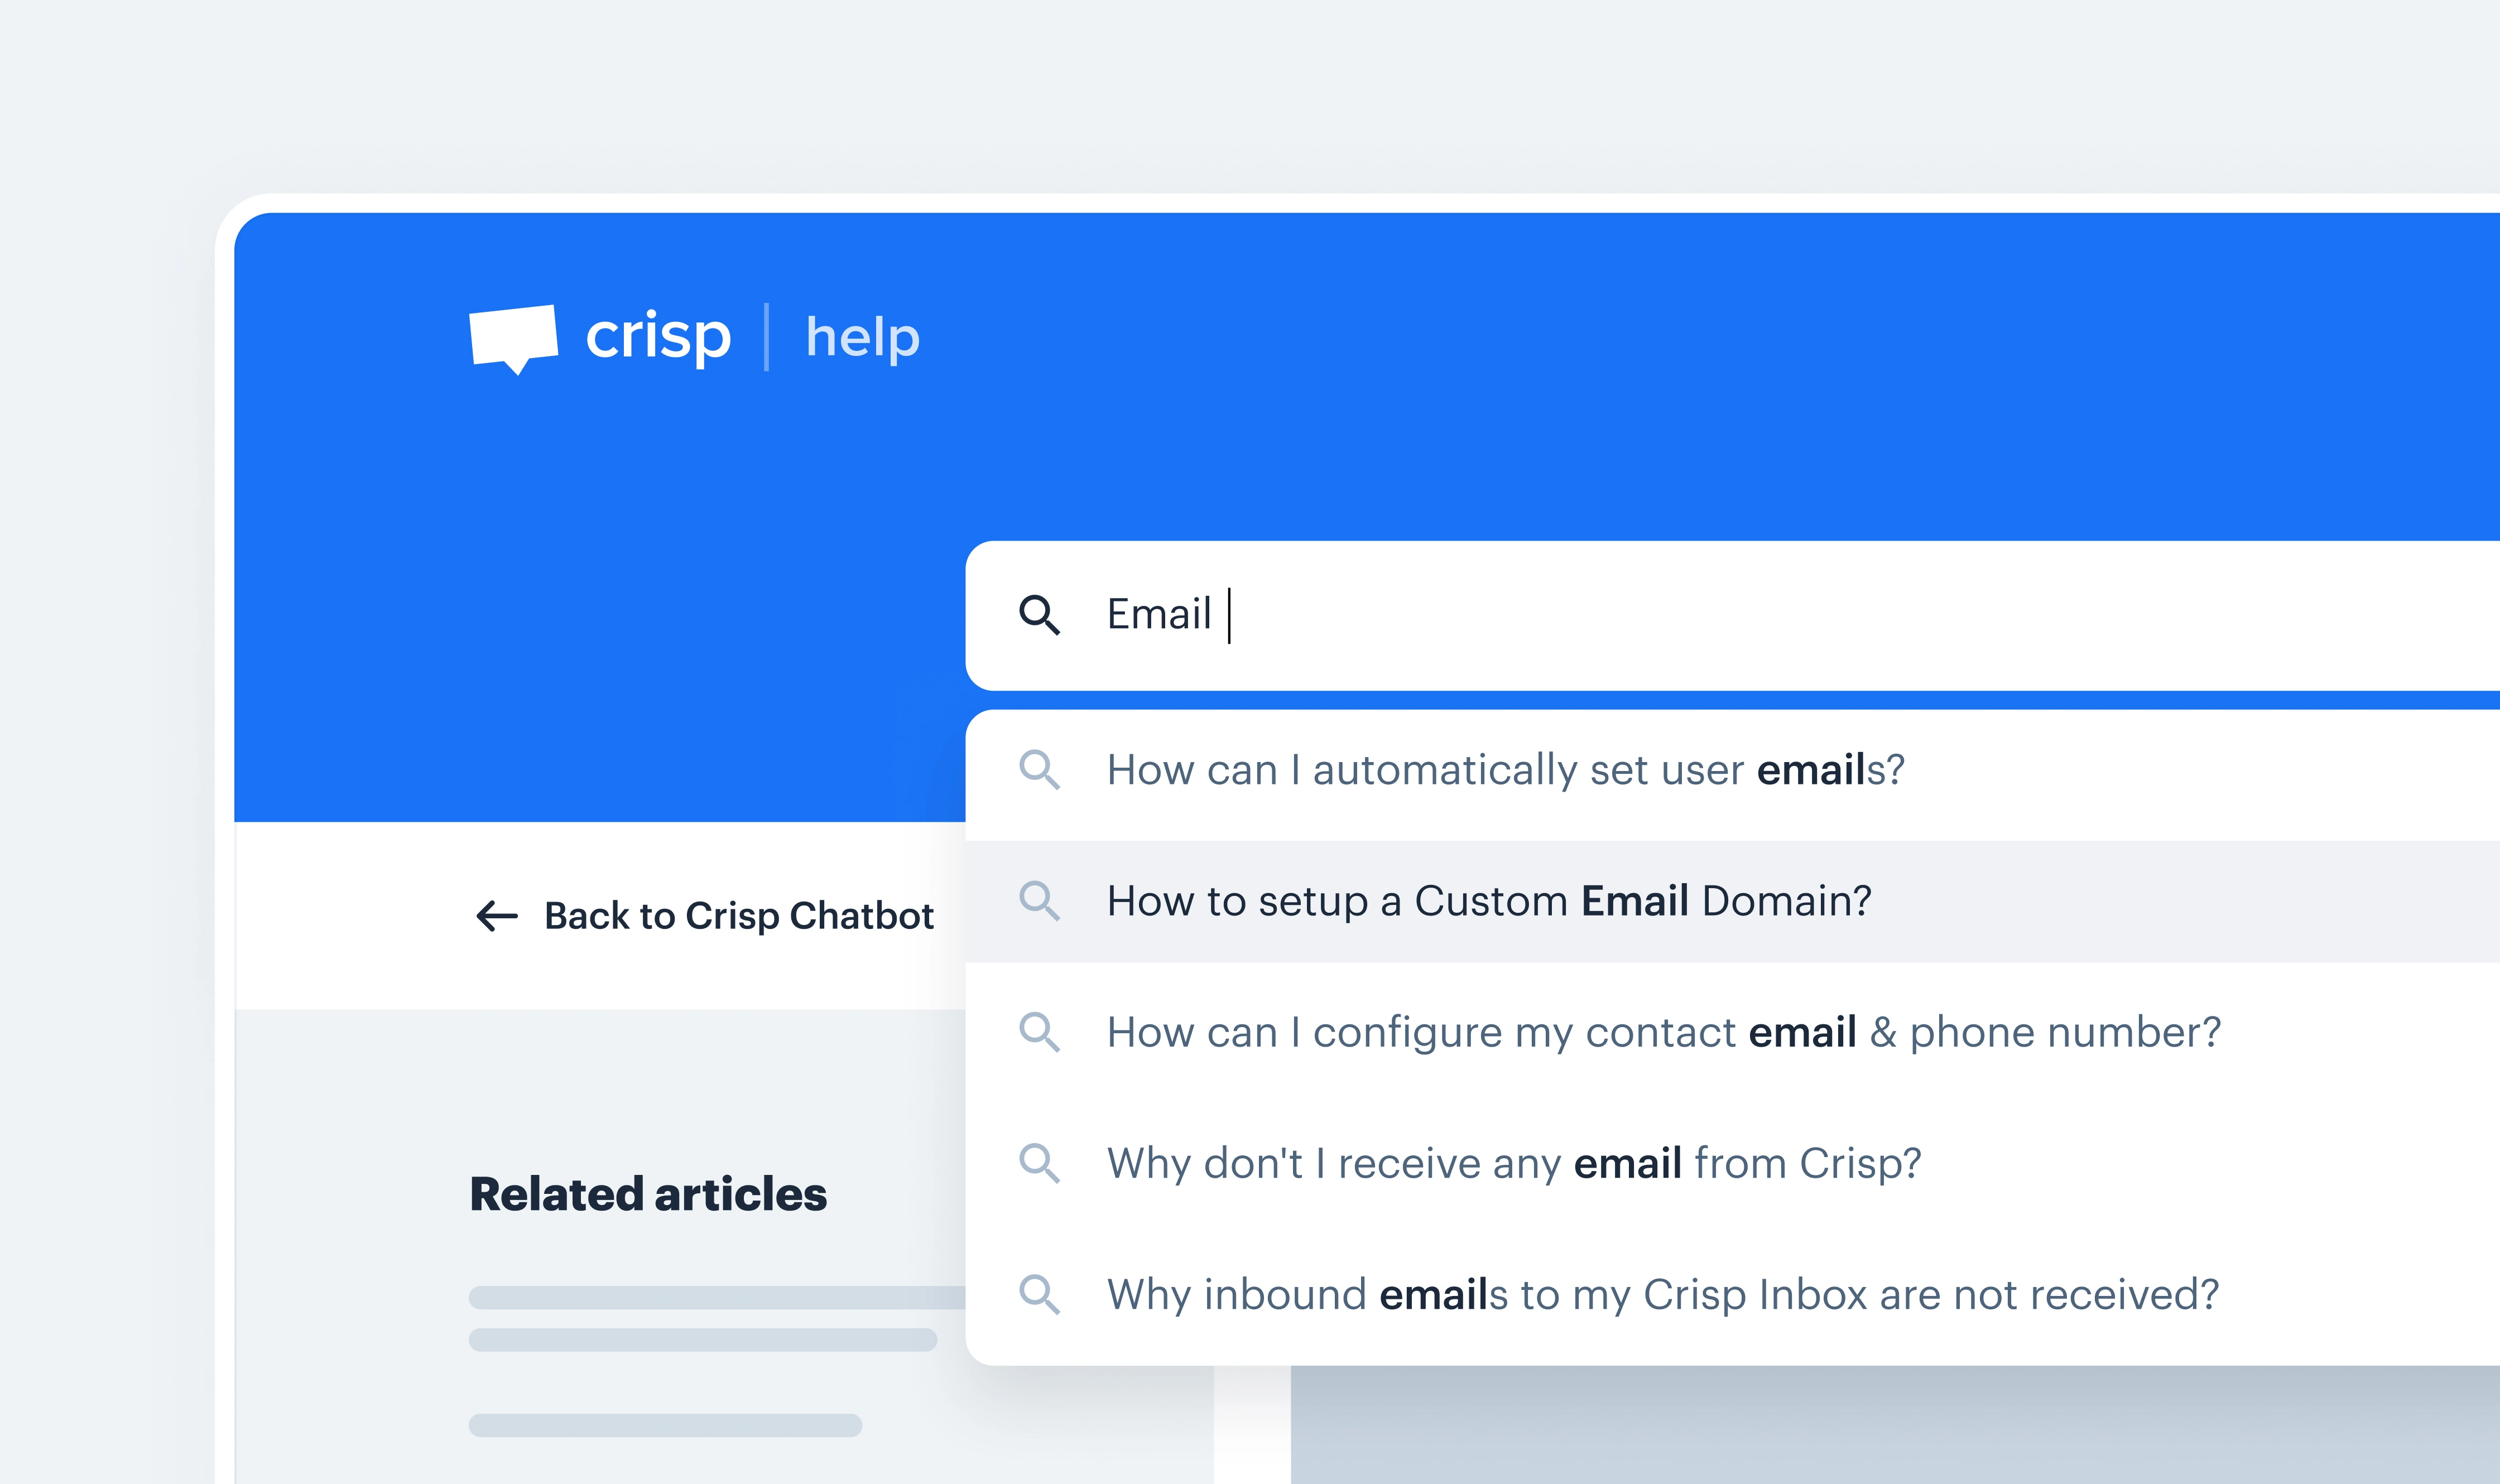 crisp | help
Email
How can I automatically set user emails?
How to setup a Custom Email Domain?
Back to Crisp Chatbot
How can I configure my contact email & phone number?
Why don't I receive any email from Crisp?
Related articles
Why inbound emails to my Crisp Inbox are not received?